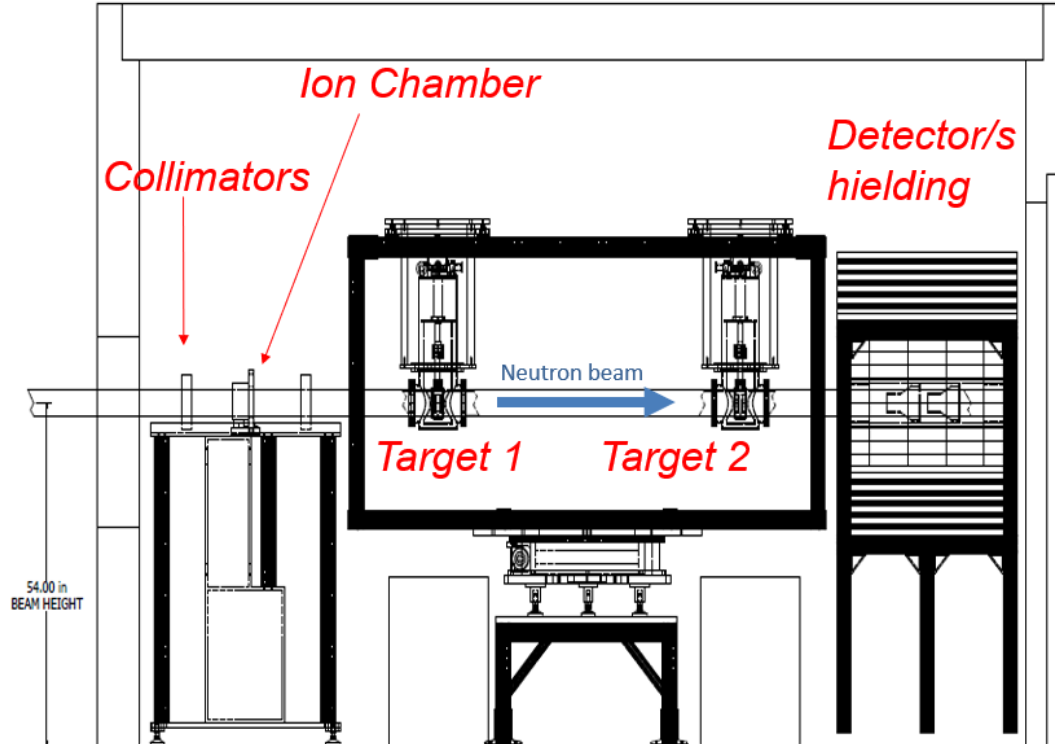 Ion Chamber
Collimators
Detector/s
hielding
Neutron beam
Target 1
Target 2
54.00 in
BEAM HEIGHT